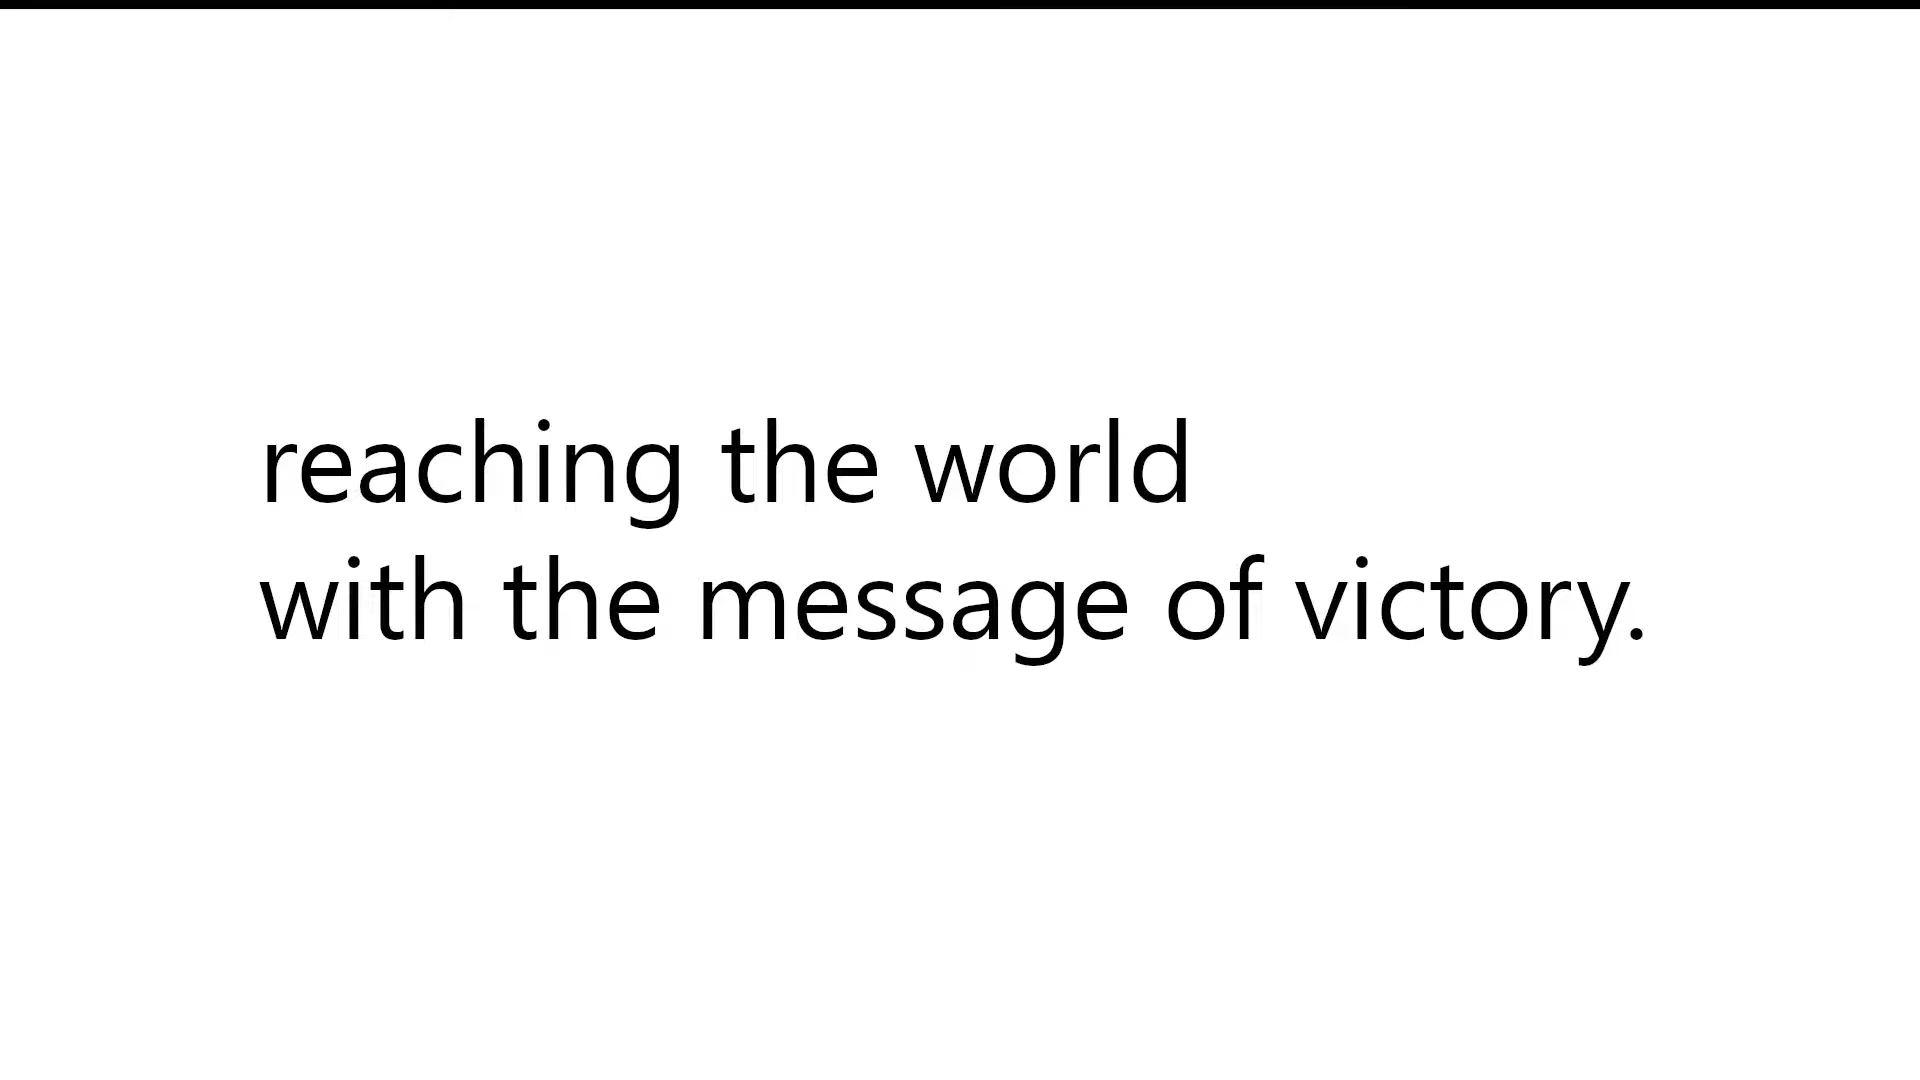 reaching the world
with the message of victory.